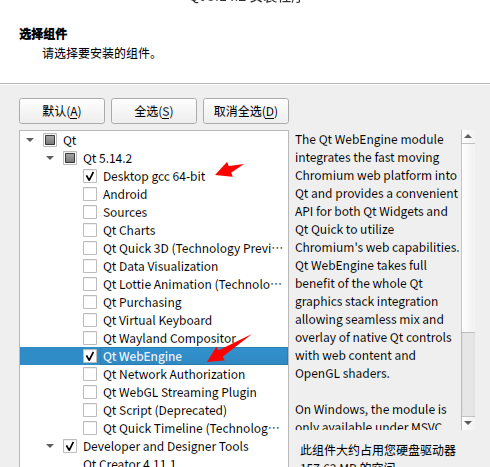 选择组件
请选择要安装的组件。
默认(A) 全选(S) 取消全选(D)
Qt
Qt 5.14.2
Desktop gcc 64-bit
Android
Sources
Qt Charts
Qt Quick 3D (Technology Previ···
Qt Data Visualization
Qt Lottie Animation (Technolo···
Qt Purchasing
Qt Virtual Keyboard
Qt Wayland Compositor
Qt WebEngine
Qt Network Authorization
Qt WebGL Streaming Plugin
Qt Script (Deprecated)
Qt Quick Timeline (Technolog···
Developer and Designer Tools
Qt Creator 4.11.1
The Qt WebEngine module
integrates the fast moving
Chromium web platform into
Qt and provides a convenient
API for both Qt Widgets and
Qt Quick to utilize
Chromium's web capabilities.
Qt WebEngine takes full
benefit of the whole Qt
graphics stack integration
allowing seamless mix and
overlay of native Qt controls
with web content and
OpenGL shaders.
On Windows, the module is
only available under MSVC
此组件大约占用您硬盘驱动器